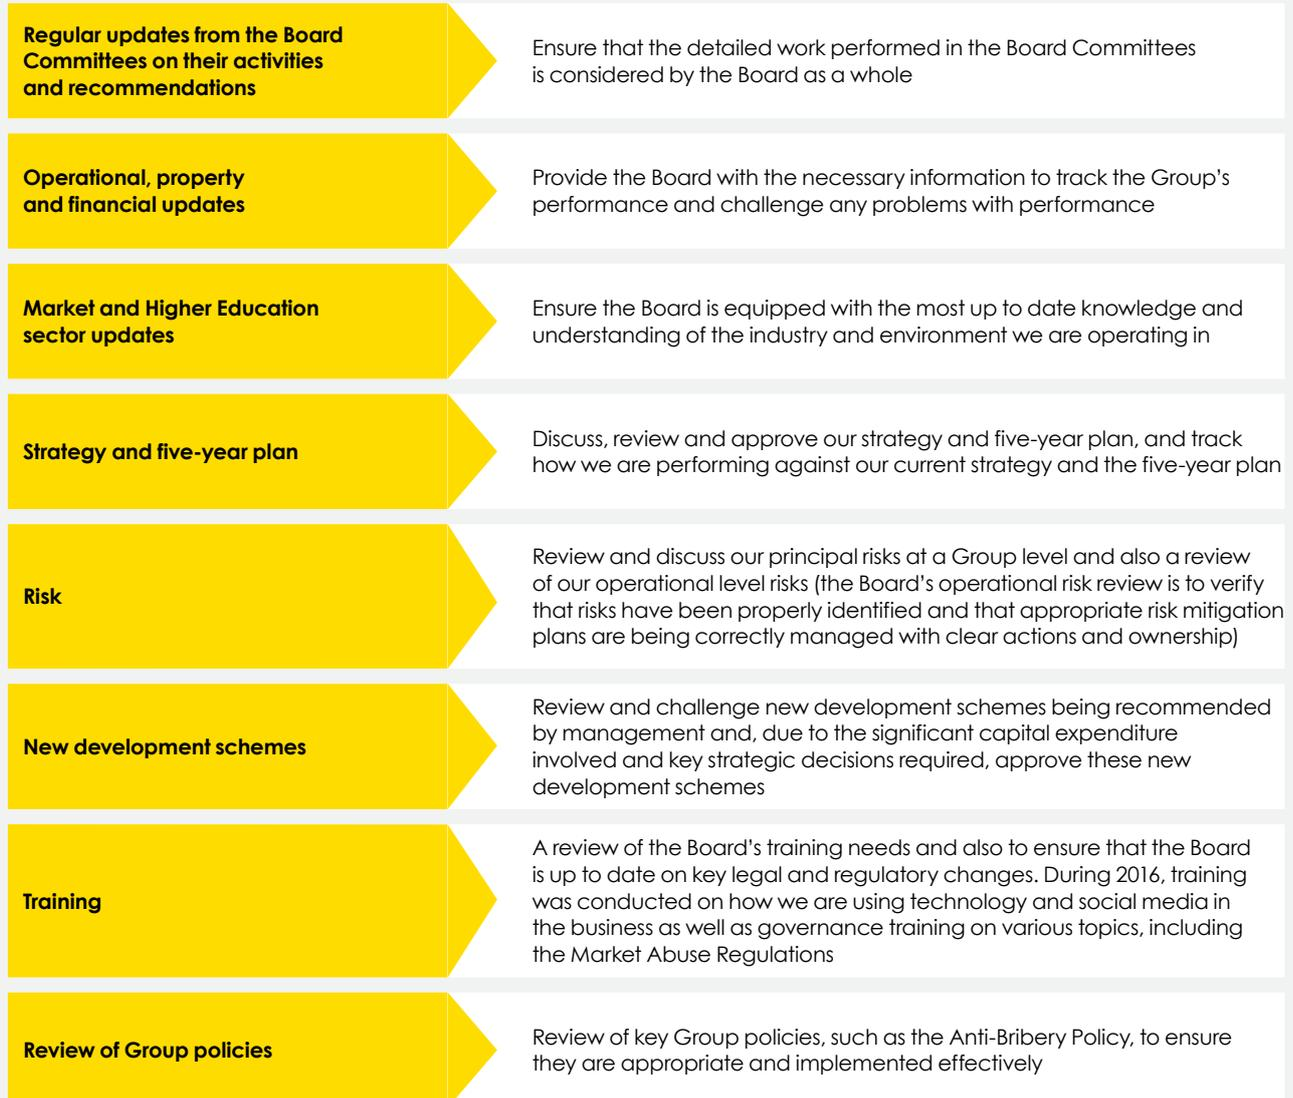 Regular updates from the Board
Committees on their activities
and recommendations
Ensure that the detailed work performed in the Board Committees
is considered by the Board as a whole
Operational, property
and financial updates
Provide the Board with the necessary information to track the Group’s
performance and challenge any problems with performance
Market and Higher Education
sector updates
Ensure the Board is equipped with the most up to date knowledge and
understanding of the industry and environment we are operating in
Strategy and five-year plan
Discuss, review and approve our strategy and five-year plan, and track
how we are performing against our current strategy and the five-year plan
Risk
Review and discuss our principal risks at a Group level and also a review
of our operational level risks (the Board’s operational risk review is to verify
that risks have been properly identified and that appropriate risk mitigation
plans are being correctly managed with clear actions and ownership)
New development schemes
Review and challenge new development schemes being recommended
by management and, due to the significant capital expenditure
involved and key strategic decisions required, approve these new
development schemes
Training
A review of the Board’s training needs and also to ensure that the Board
is up to date on key legal and regulatory changes. During 2016, training
was conducted on how we are using technology and social media in
the business as well as governance training on various topics, including
the Market Abuse Regulations
Review of Group policies
Review of key Group policies, such as the Anti-Bribery Policy, to ensure
they are appropriate and implemented effectively